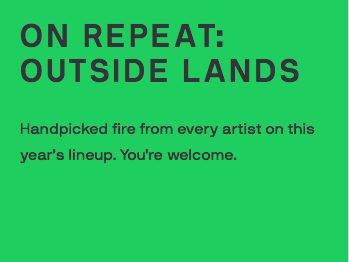 ON REPEAT:
OUTSIDE LANDS
Handpicked fire from every artist on this
year's lineup. You're welcome.